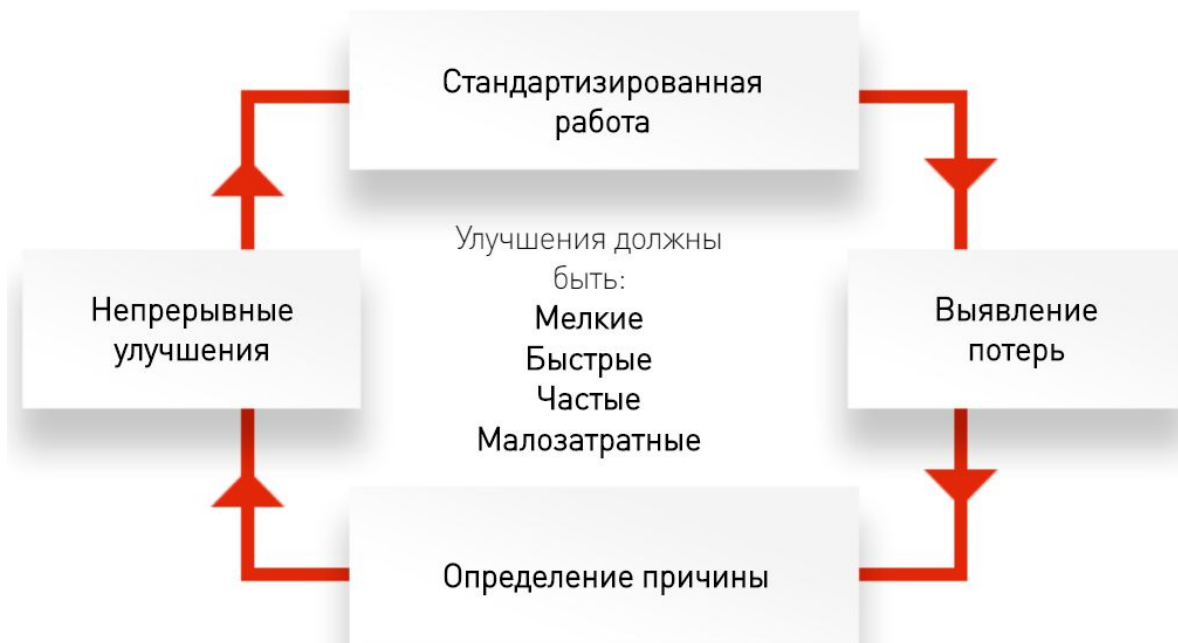 Стандартизированная
работа
Улучшения должны
быть:
Мелкие
Быстрые
Частые
Малозатратные
Непрерывные
улучшения
Выявление
потерь
Определение причины